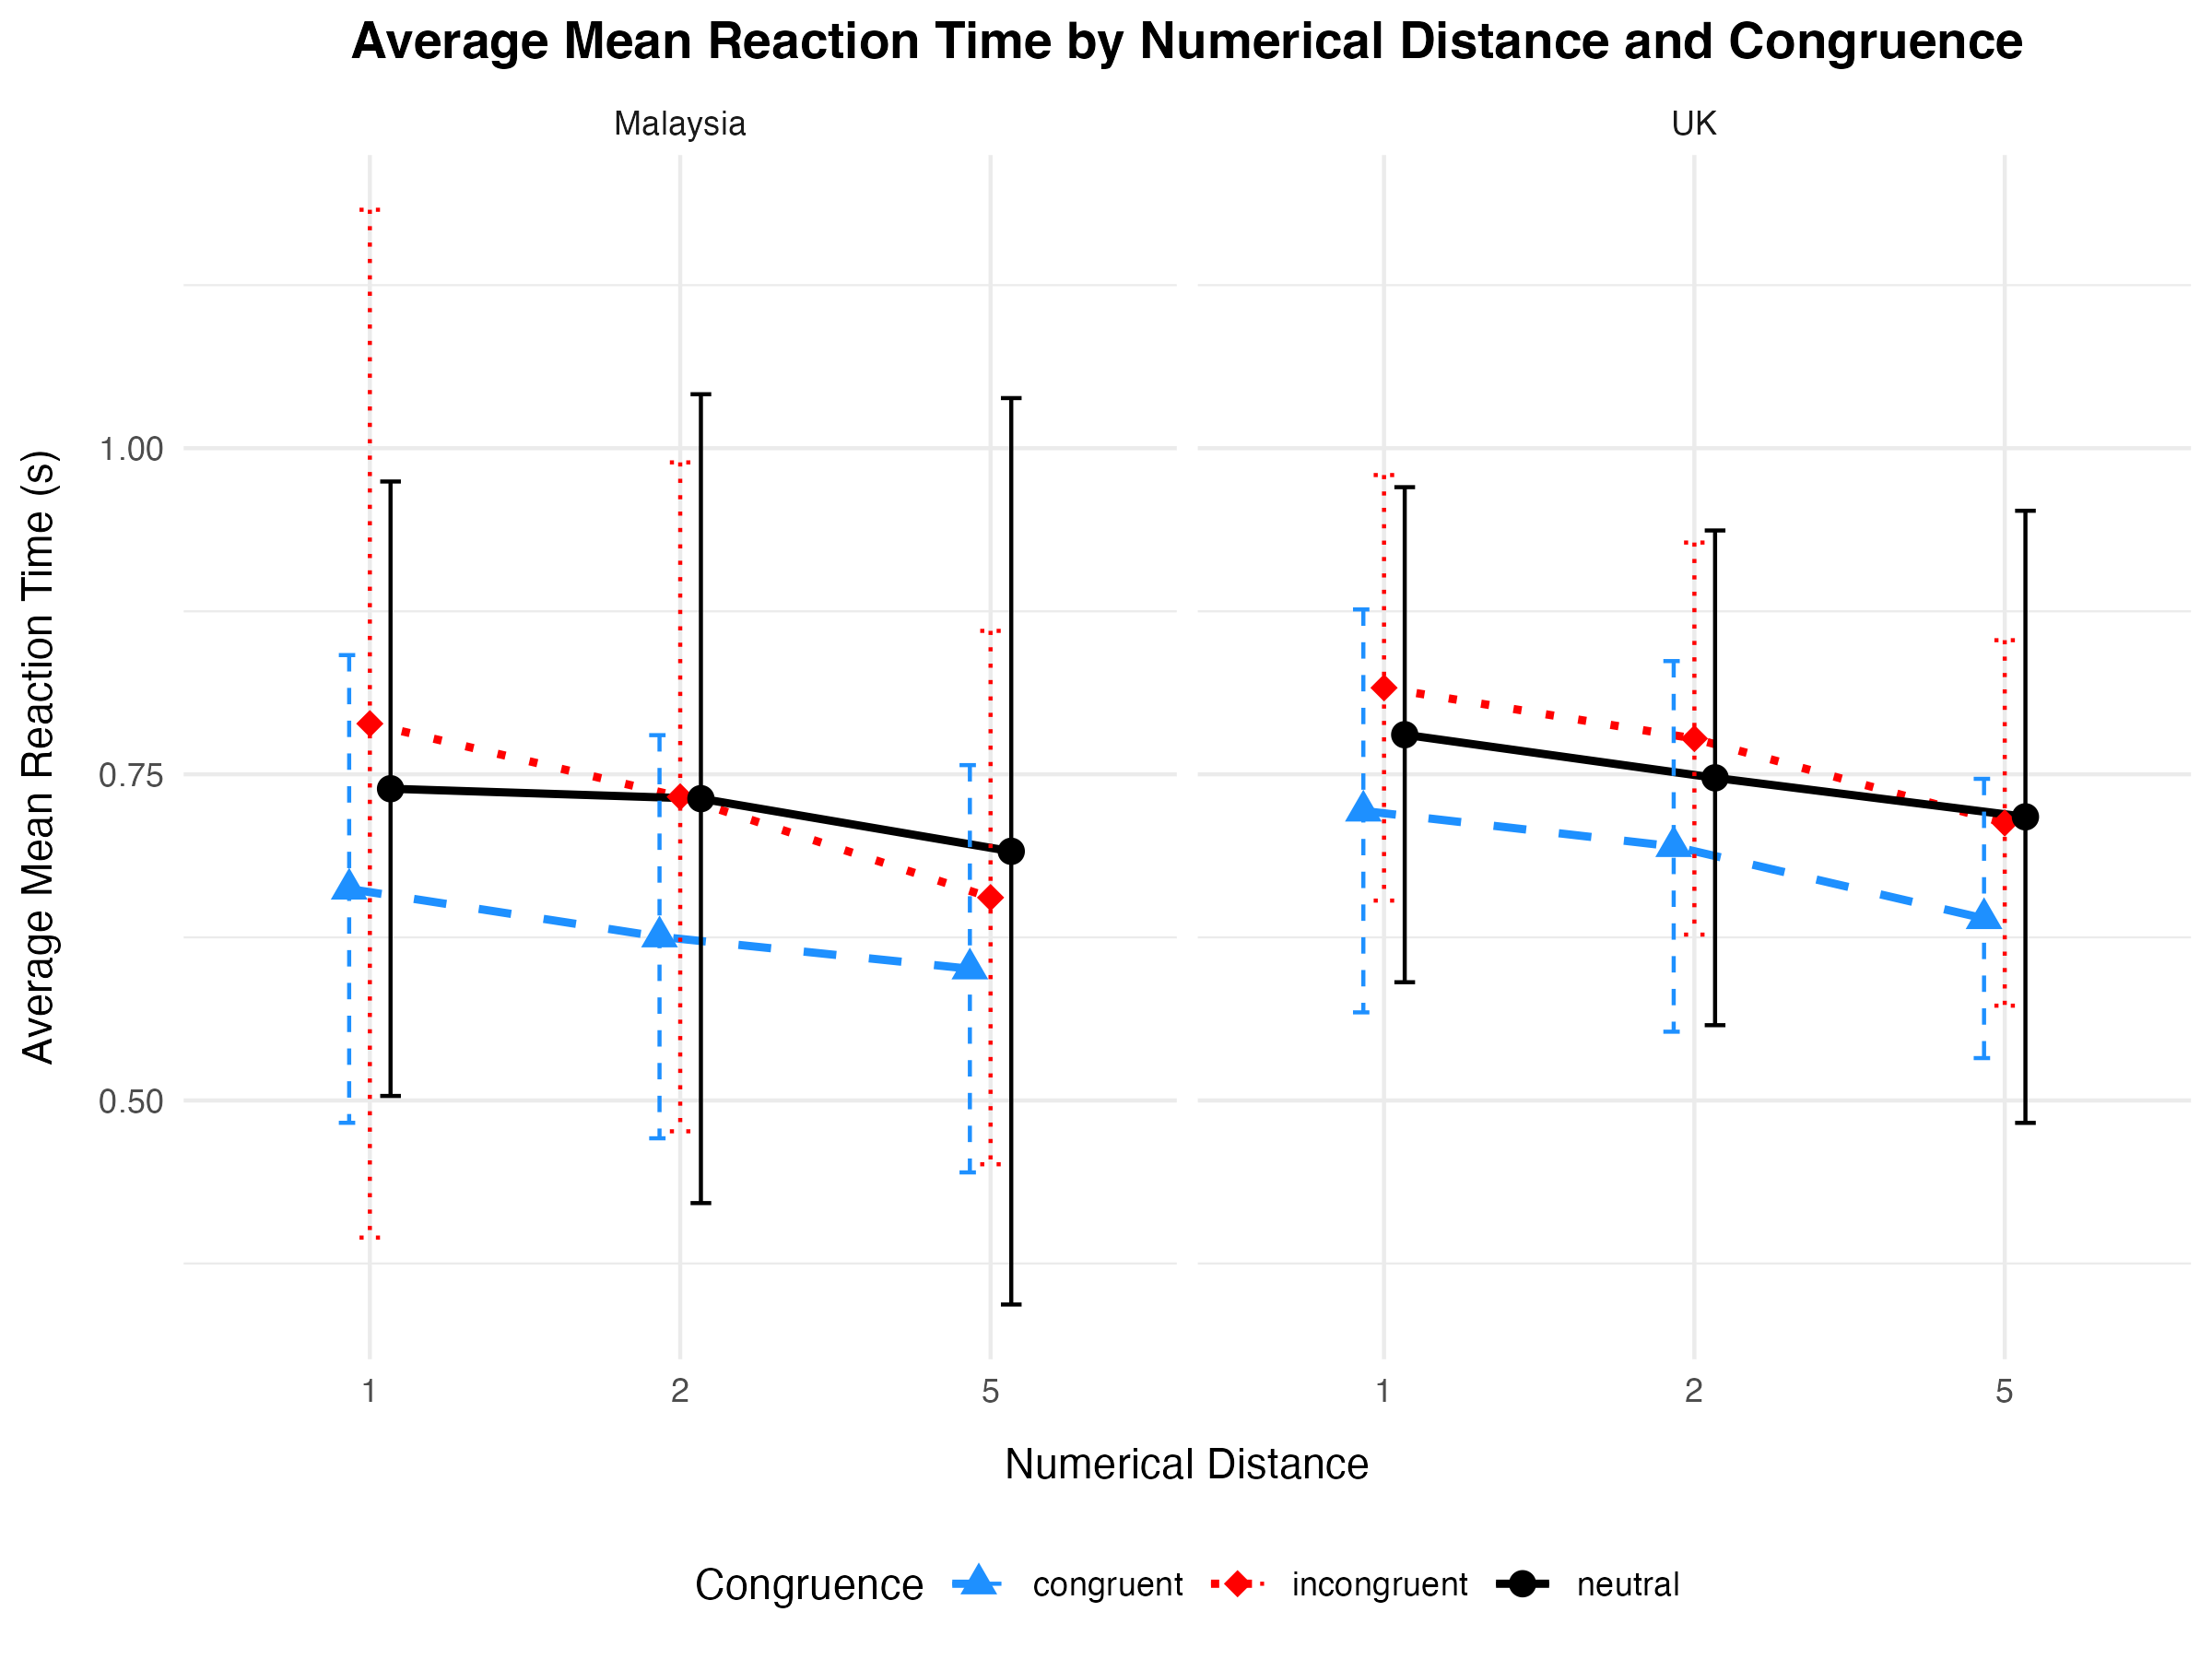 Average Mean Reaction Time by Numerical Distance and Congruence
Malaysia
UK
Average Mean Reaction Time (s)
1.00
0.75
0.50
1
2
5
1
2
5
Numerical Distance
Congruence
congruent
incongruent
neutral